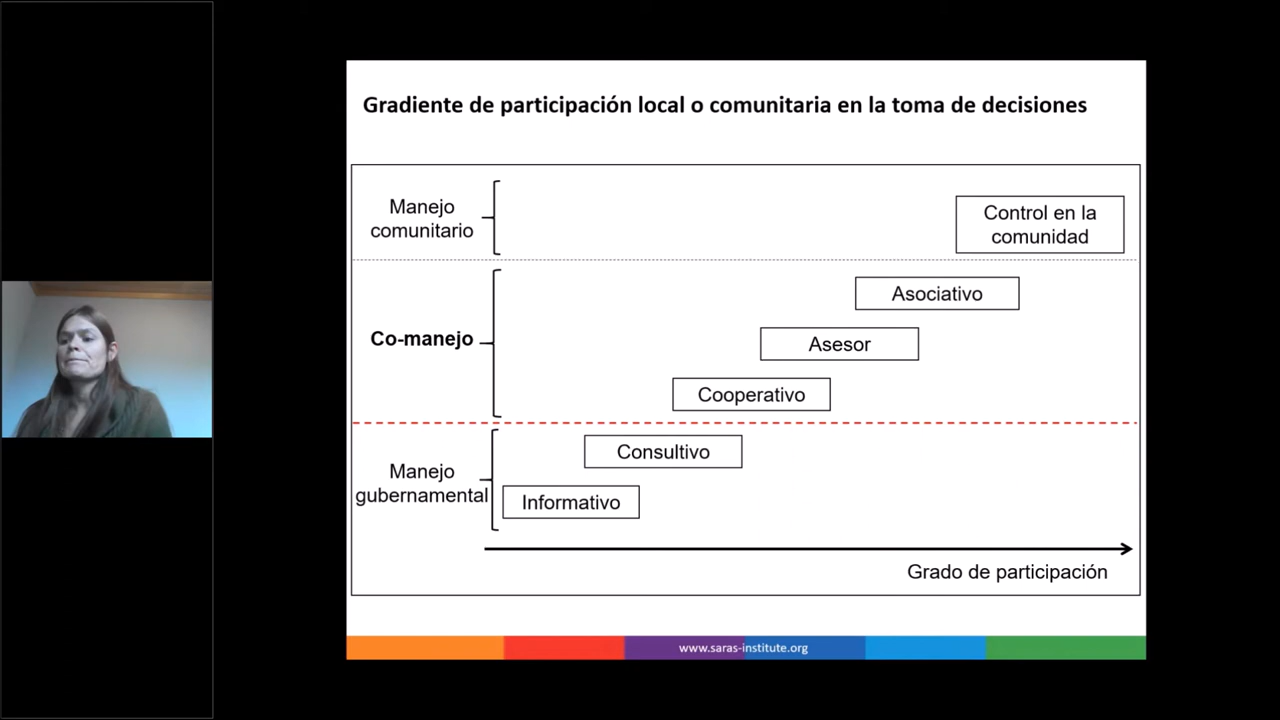 Gradiente de participación local o comunitaria en la toma de decisiones
Manejo
comunitario
Control en la
comunidad
Asociativo
Co-manejo
Asesor
Cooperativo
Consultivo
Manejo
gubernamental
Informativo
Grado de participación
www.saras-institute.org